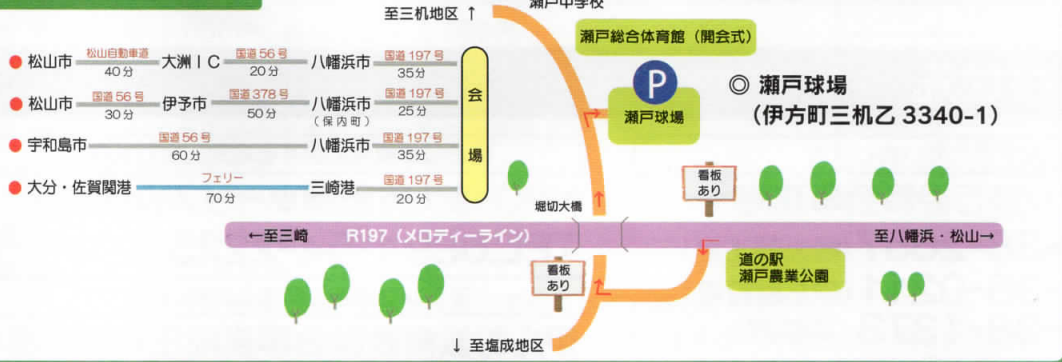 瀬戸中学校
至三机地区 ↑
瀬戸総合体育館（開会式）
P
瀬戸球場
◎ 瀬戸球場
（伊方町三机乙 3340-1）
● 松山市 松山自動車道 40分 大洲IC 国道56号 20分 八幡浜市 国道197号 35分
● 松山市 国道56号 30分 伊予市 国道378号 50分 八幡浜市（保内町） 国道197号 25分
● 宇和島市 国道56号 60分 八幡浜市 国道197号 35分
● 大分・佐賀関港 フェリー 70分 三崎港 国道197号 20分
会場
看板
あり
堀切大橋
←至三崎 R197（メロディーライン） 至八幡浜・松山→
看板
あり
道の駅
瀬戸農業公園
↓ 至塩成地区